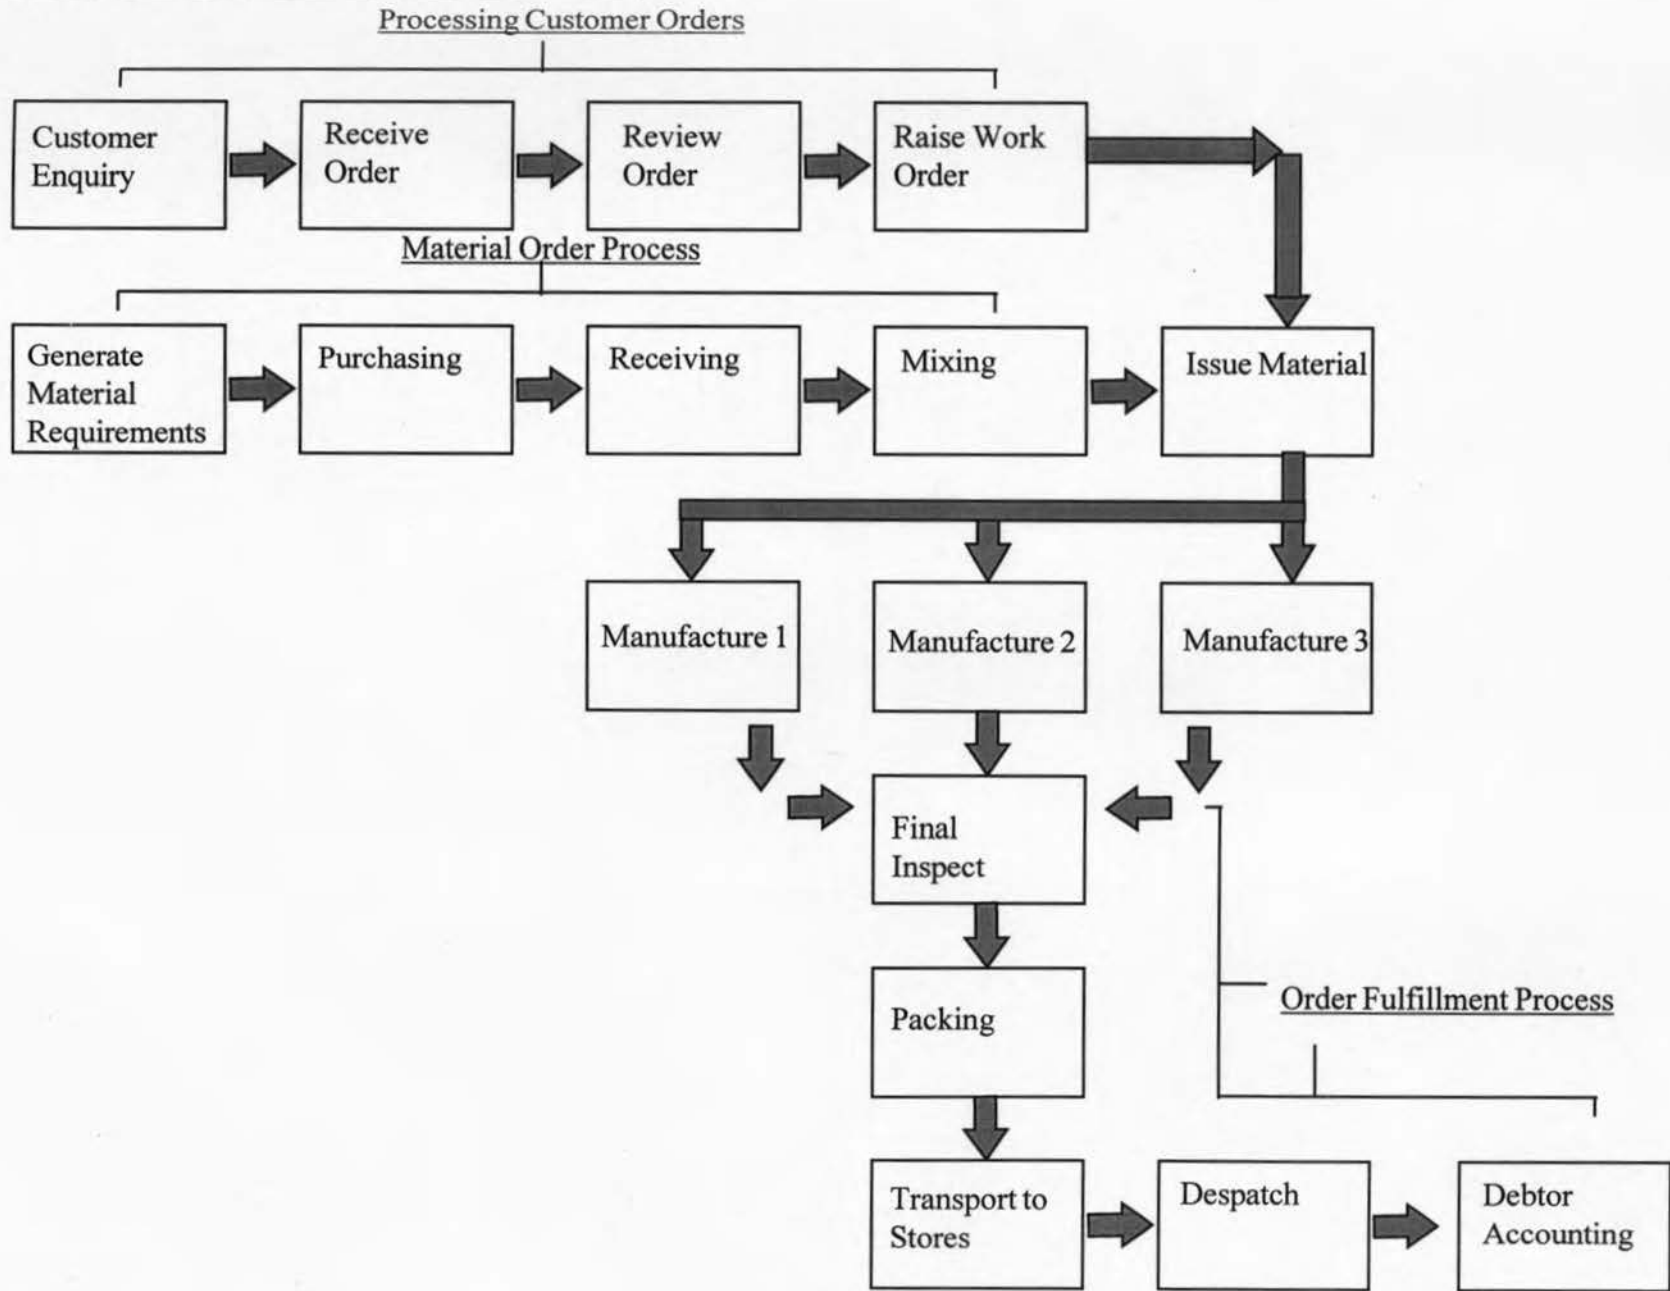 Processing Customer Orders
Customer
Enquiry
Receive
Order
Review
Order
Raise Work
Order
Material Order Process
Generate
Material
Requirements
Purchasing
Receiving
Mixing
Issue Material
Manufacture 1
Manufacture 2
Manufacture 3
Final
Inspect
Packing
Order Fulfillment Process
Transport to
Stores
Despatch
Debtor
Accounting